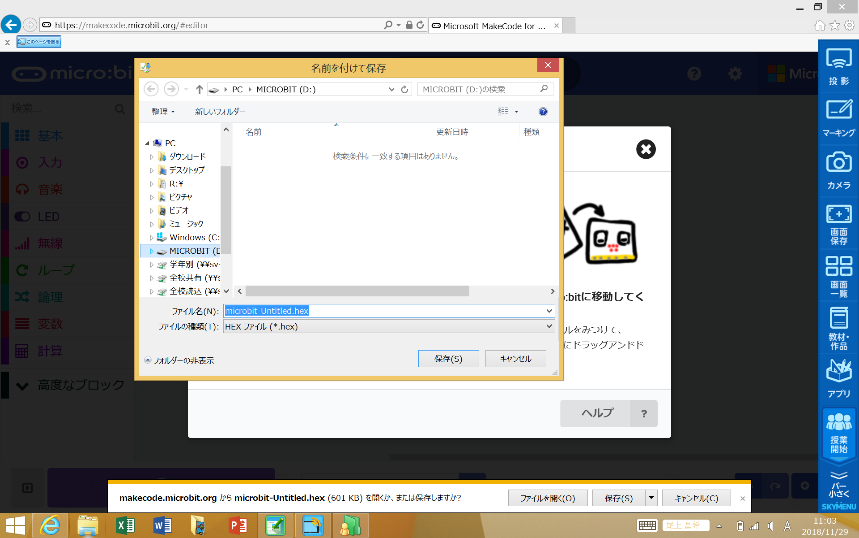 https://makecode.microbit.org/#editor
Microsoft MakeCode for ...
このページを翻訳
micro:bi
Micr
名前を付けて保存
PC ▸ MICROBIT (D:)
MICROBIT (D:)の検索
整理
新しいフォルダー
名前
更新日時
種類
検索条件に一致する項目はありません。
PC
ダウンロード
デスクトップ
R:¥
ピクチャ
ビデオ
ミュージック
Windows (C:
MICROBIT (D
学年別 (¥¥sv-
全校共有 (¥¥s
全校読込 (¥¥s
ファイル名(N):
microbit-Untitled.hex
ファイルの種類(T):
HEX ファイル (*.hex)
フォルダーの非表示
保存(S)
キャンセル
検索...
基本
入力
音楽
LED
無線
ループ
論理
変数
計算
高度なブロック
o:bitに移動してく
ルをみつけて、
にドラッグアンドド
ヘルプ
?
makecode.microbit.org から microbit-Untitled.hex (601 KB) を開くか、または保存しますか?
ファイルを開く(O)
保存(S)
キャンセル(C)
投影
マーキング
カメラ
画面
保存
画面
一覧
教材・
作品
アプリ
授業
開始
バー
小さく
SKYMENU
A
11:03
2018/11/29